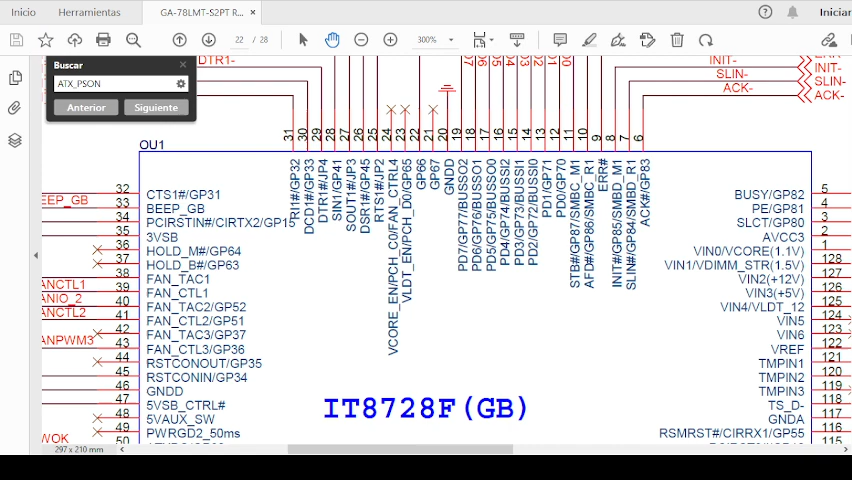 Inicio
Herramientas
GA-78LMT-S2PT R...
×
Iniciar
22 / 28
300%
Buscar
ATX_PSON
Anterior
Siguiente
DTR1-
INIT-
SLIN-
ACK-
INIT-
SLIN-
ACK-
OU1
31
30
29
28
27
26
25
24
23
22
21
20
19
18
17
16
15
14
13
12
11
10
9
8
7
6
RI1#/GP32
DCD1#/GP33
DTR1#/JP4
SIN1/GP41
SOUT1#/JP3
DSR1#/GP45
RTS1#/JP2
VCORE_EN/PCH_C0/FAN_CTRL4
VLDT_EN/PCH_D0/GP65
GP66
GP67
GNDD
PD7/GP77/BUSSO2
PD6/GP76/BUSSO1
PD5/GP75/BUSSO0
PD4/GP74/BUSSI2
PD3/GP73/BUSSI1
PD2/GP72/BUSSI0
PD1/GP71
PD0/GP70
STB#/GP87/SMBC_M1
AFD#/GP86/SMBC_R1
ERR#
INIT#/GP85/SMBD_M1
SLIN#/GP84/SMBD_R1
ACK#/GP83
32 CTS1#/GP31
EEP_GB 33 BEEP_GB
34 PCIRSTIN#/CIRTX2/GP15
35 3VSB
36 HOLD_M#/GP64
37 HOLD_B#/GP63
38 FAN_TAC1
ANCTL1 39 FAN_CTL1
ANIO_2 40 FAN_TAC2/GP52
ANCTL2 41 FAN_CTL2/GP51
42 FAN_TAC3/GP37
ANPWM3 43 FAN_CTL3/GP36
44 RSTCONOUT/GP35
45 RSTCONIN/GP34
46 GNDD
47 5VSB_CTRL#
48 5VAUX_SW
WOK 49 PWRGD2_50ms
50
BUSY/GP82 5
PE/GP81 4
SLCT/GP80 3
AVCC3 2
VIN0/VCORE(1.1V) 1
VIN1/VDIMM_STR(1.5V) 128
VIN2(+12V) 127
VIN3(+5V) 126
VIN4/VLDT_12 125
VIN5 124
VIN6 123
VREF 122
TMPIN1 121
TMPIN2 120
TMPIN3 119
TS_D- 118
GNDA 117
RSMRST#/CIRRX1/GP55 116
115
IT8728F(GB)
297 x 210 mm